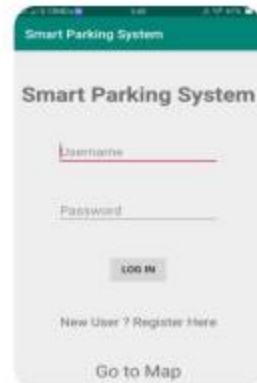 Smart Parking System
Smart Parking System
Username
Password
LOG IN
New User ? Register Here
Go to Map